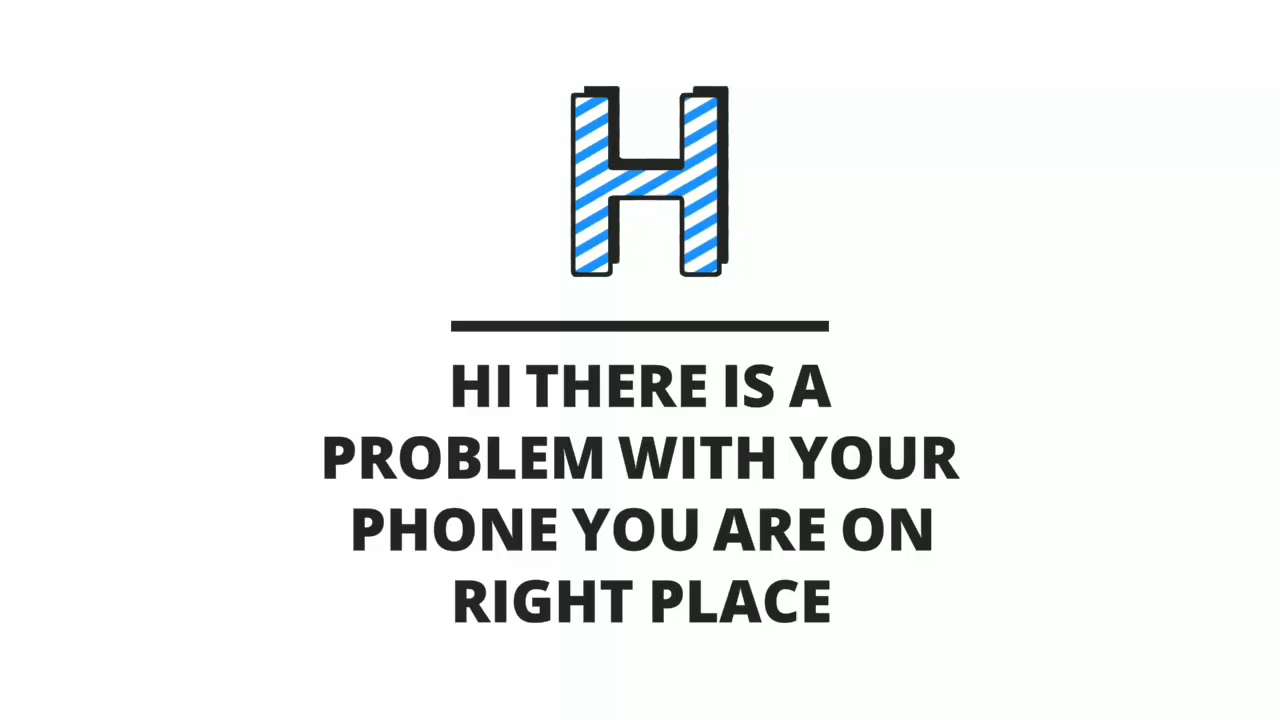 H
HI THERE IS A
PROBLEM WITH YOUR
PHONE YOU ARE ON
RIGHT PLACE